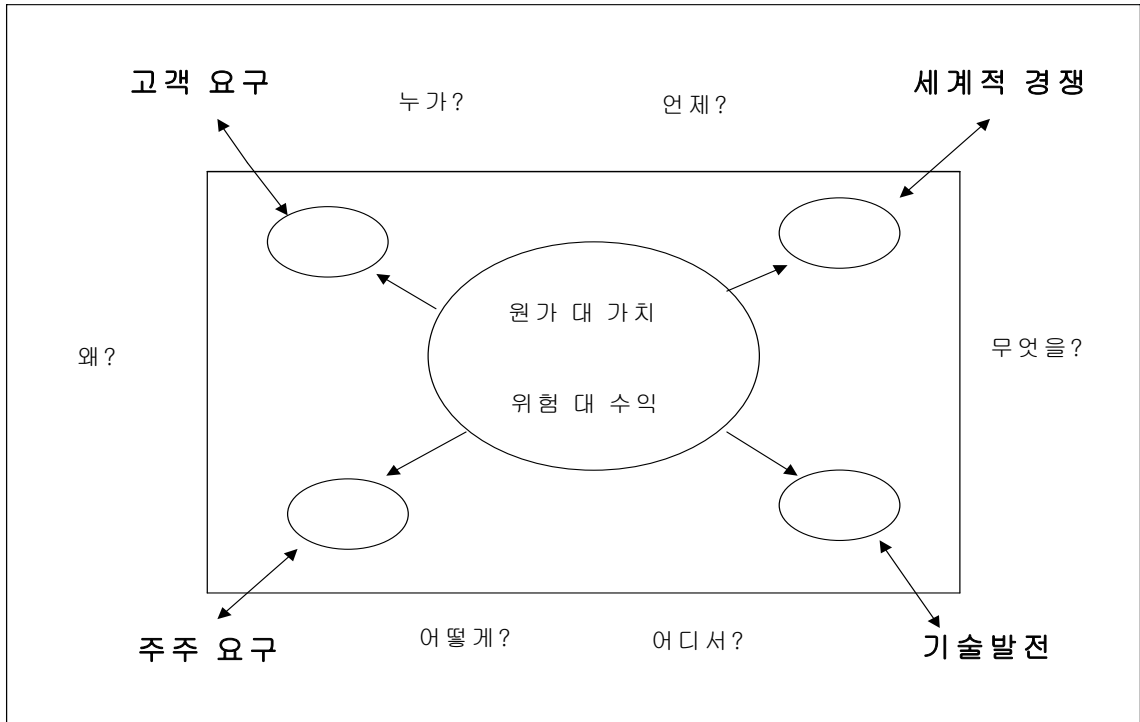 고객 요구
세계적 경쟁
누가?
언제?
원가 대 가치
왜?
무엇을?
위험 대 수익
주주 요구
어떻게?
어디서?
기술발전